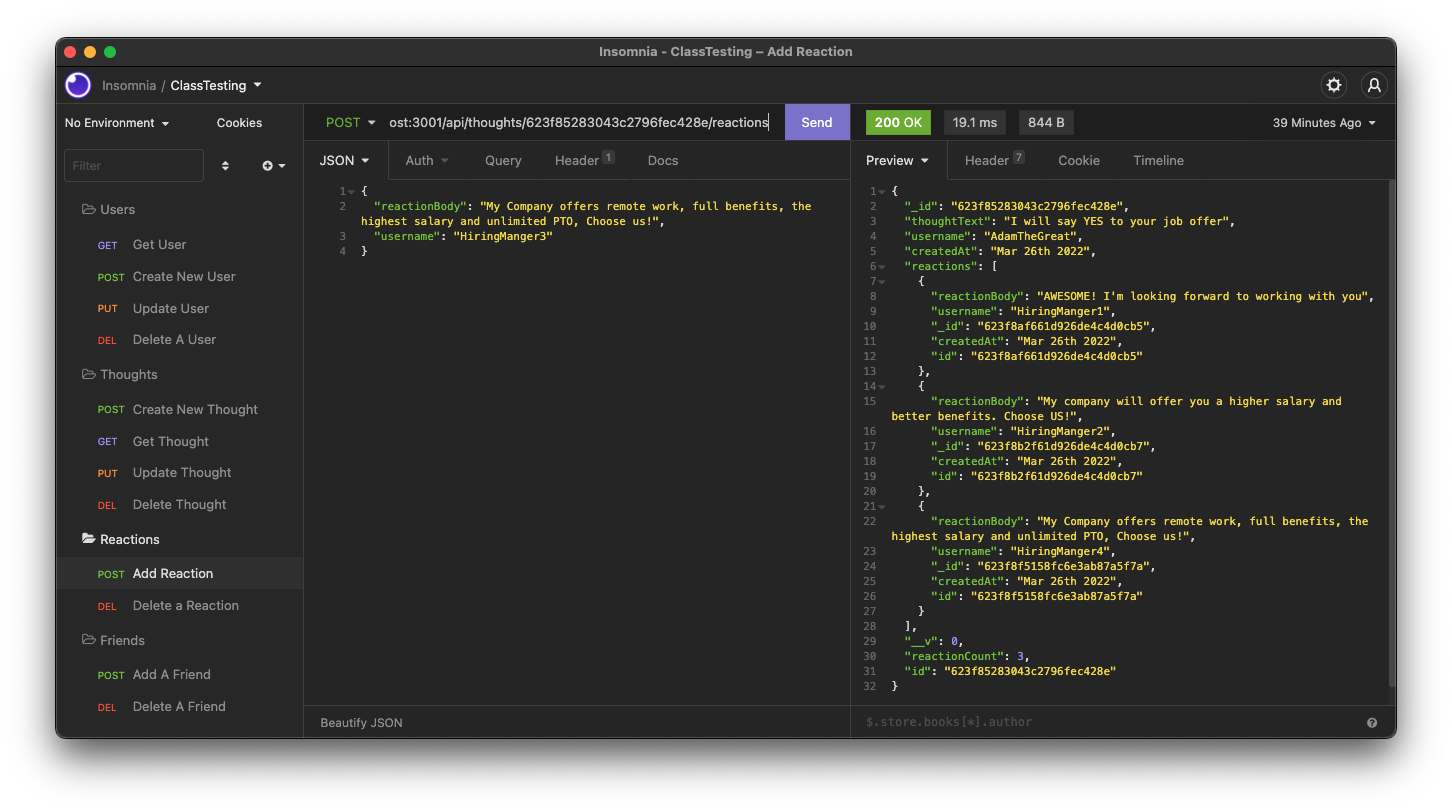 Insomnia - ClassTesting – Add Reaction
Insomnia / ClassTesting
No Environment
Cookies
Filter
Users
GET Get User
POST Create New User
PUT Update User
DEL Delete A User
Thoughts
POST Create New Thought
GET Get Thought
PUT Update Thought
DEL Delete Thought
Reactions
POST Add Reaction
DEL Delete a Reaction
Friends
POST Add A Friend
DEL Delete A Friend
POST ost:3001/api/thoughts/623f85283043c2796fec428e/reactions Send
JSON Auth Query Header 1 Docs
1 {
2 "reactionBody": "My Company offers remote work, full benefits, the
highest salary and unlimited PTO, Choose us!",
3 "username": "HiringManger3"
4 }
Beautify JSON
200 OK 19.1 ms 844 B 39 Minutes Ago
Preview Header 7 Cookie Timeline
1 {
2 "_id": "623f85283043c2796fec428e",
3 "thoughtText": "I will say YES to your job offer",
4 "username": "AdamTheGreat",
5 "createdAt": "Mar 26th 2022",
6 "reactions": [
7 {
8 "reactionBody": "AWESOME! I'm looking forward to working with you",
9 "username": "HiringManger1",
10 "_id": "623f8af661d926de4c4d0cb5",
11 "createdAt": "Mar 26th 2022",
12 "id": "623f8af661d926de4c4d0cb5"
13 },
14 {
15 "reactionBody": "My company will offer you a higher salary and
better benefits. Choose US!",
16 "username": "HiringManger2",
17 "_id": "623f8b2f61d926de4c4d0cb7",
18 "createdAt": "Mar 26th 2022",
19 "id": "623f8b2f61d926de4c4d0cb7"
20 },
21 {
22 "reactionBody": "My Company offers remote work, full benefits, the
highest salary and unlimited PTO, Choose us!",
23 "username": "HiringManger4",
24 "_id": "623f8f5158fc6e3ab87a5f7a",
25 "createdAt": "Mar 26th 2022",
26 "id": "623f8f5158fc6e3ab87a5f7a"
27 }
28 ],
29 "__v": 0,
30 "reactionCount": 3,
31 "id": "623f85283043c2796fec428e"
32 }
$.store.books[*].author